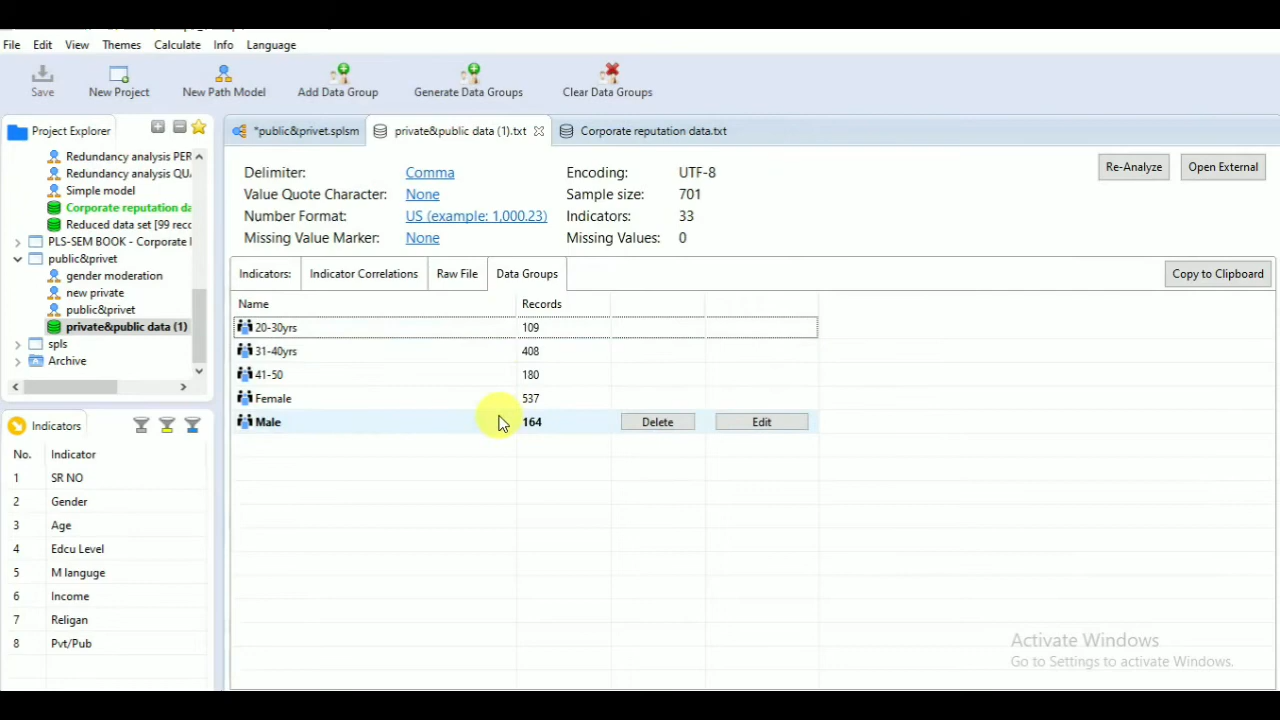 File Edit View Themes Calculate Info Language
Save New Project New Path Model Add Data Group Generate Data Groups Clear Data Groups
Project Explorer
Redundancy analysis PER
Redundancy analysis QU
Simple model
Corporate reputation da
Reduced data set [99 reco
PLS-SEM BOOK - Corporate
public&privet
gender moderation
new private
public&privet
private&public data (1)
spls
Archive
Indicators
No. Indicator
1 SR NO
2 Gender
3 Age
4 Edcu Level
5 M languge
6 Income
7 Religan
8 Pvt/Pub
*public&privet.splsm private&public data (1).txt Corporate reputation data.txt
Delimiter: Comma Encoding: UTF-8
Value Quote Character: None Sample size: 701
Number Format: US (example: 1,000.23) Indicators: 33
Missing Value Marker: None Missing Values: 0
Re-Analyze Open External
Indicators: Indicator Correlations Raw File Data Groups Copy to Clipboard
Name Records
20-30yrs 109
31-40yrs 408
41-50 180
Female 537
Male 164 Delete Edit
Activate Windows
Go to Settings to activate Windows.